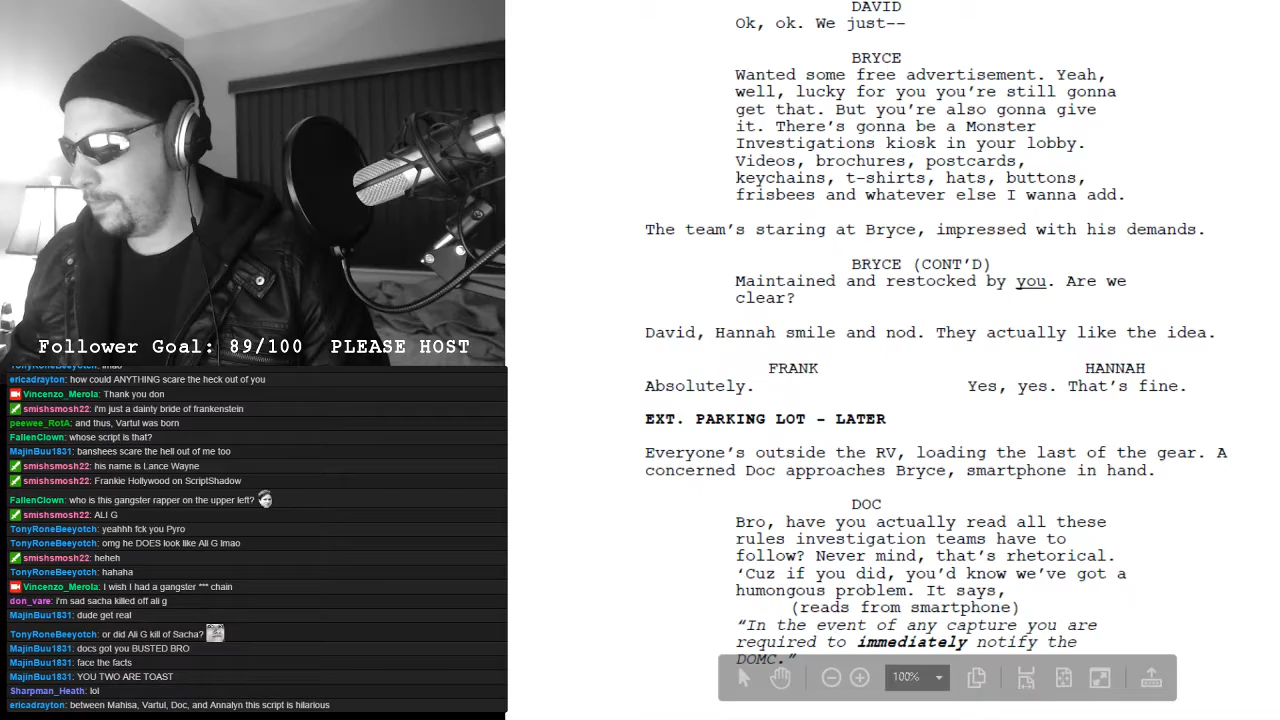 Follower Goal: 89/100 PLEASE HOST
ericadrayton: how could ANYTHING scare the heck out of you
Vincenzo_Merola: Thank you don
smishsmosh22: i'm just a dainty bride of frankenstein
peewee_RotA: and thus, Vartul was born
FallenClown: whose script is that?
MajinBuu1831: banshees scare the hell out of me too
smishsmosh22: his name is Lance Wayne
smishsmosh22: Frankie Hollywood on ScriptShadow
FallenClown: who is this gangster rapper on the upper left?
smishsmosh22: ALI G
TonyRoneBeeyotch: yeahhh fck you Pyro
TonyRoneBeeyotch: omg he DOES look like Ali G lmao
smishsmosh22: heheh
TonyRoneBeeyotch: hahaha
Vincenzo_Merola: I wish I had a gangster *** chain
don_vare: i'm sad sacha killed off ali g
MajinBuu1831: dude get real
TonyRoneBeeyotch: or did Ali G kill of Sacha?
MajinBuu1831: docs got you BUSTED BRO
MajinBuu1831: face the facts
MajinBuu1831: YOU TWO ARE TOAST
Sharpman_Heath: lol
ericadrayton: between Mahisa, Vartul, Doc, and Annalyn this script is hilarious
DAVID
Ok, ok. We just--
BRYCE
Wanted some free advertisement. Yeah,
well, lucky for you you're still gonna
get that. But you're also gonna give
it. There's gonna be a Monster
Investigations kiosk in your lobby.
Videos, brochures, postcards,
keychains, t-shirts, hats, buttons,
frisbees and whatever else I wanna add.
The team's staring at Bryce, impressed with his demands.
BRYCE (CONT'D)
Maintained and restocked by you. Are we
clear?
David, Hannah smile and nod. They actually like the idea.
FRANK HANNAH
Absolutely. Yes, yes. That's fine.
EXT. PARKING LOT - LATER
Everyone's outside the RV, loading the last of the gear. A
concerned Doc approaches Bryce, smartphone in hand.
DOC
Bro, have you actually read all these
rules investigation teams have to
follow? Never mind, that's rhetorical.
'Cuz if you did, you'd know we've got a
humongous problem. It says,
(reads from smartphone)
"In the event of any capture you are
required to immediately notify the
DOMC."
100%